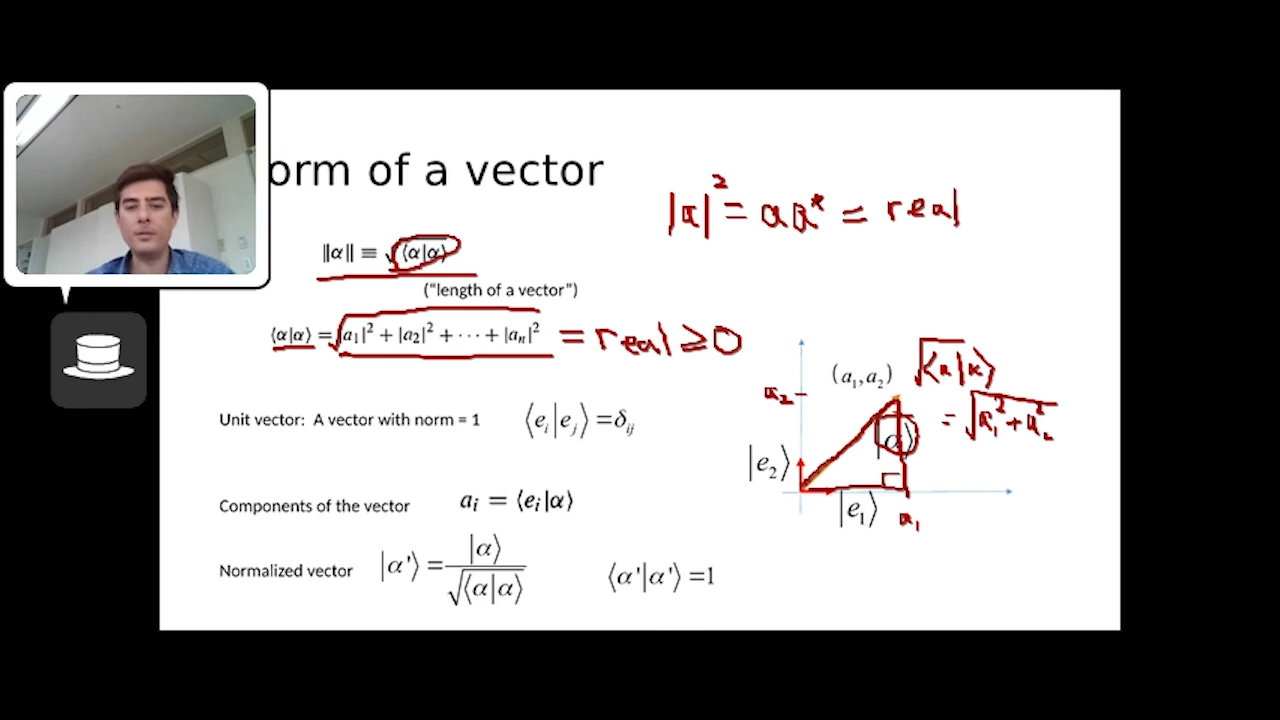 orm of a vector
|a|² = aa* = real
‖α‖ ≡ √⟨α|α⟩
("length of a vector")
⟨α|α⟩ = |a₁|² + |a₂|² + ··· + |aₙ|² = real ≥ 0
(a₁,a₂)
√⟨α|α⟩
= √a₁² + a₂²
a₂
Unit vector: A vector with norm = 1 ⟨eᵢ|eⱼ⟩ = δᵢⱼ
|α⟩
|e₂⟩
|e₁⟩
a₁
Components of the vector aᵢ = ⟨eᵢ|α⟩
Normalized vector |α'⟩ = |α⟩ / √⟨α|α⟩ ⟨α'|α'⟩ = 1